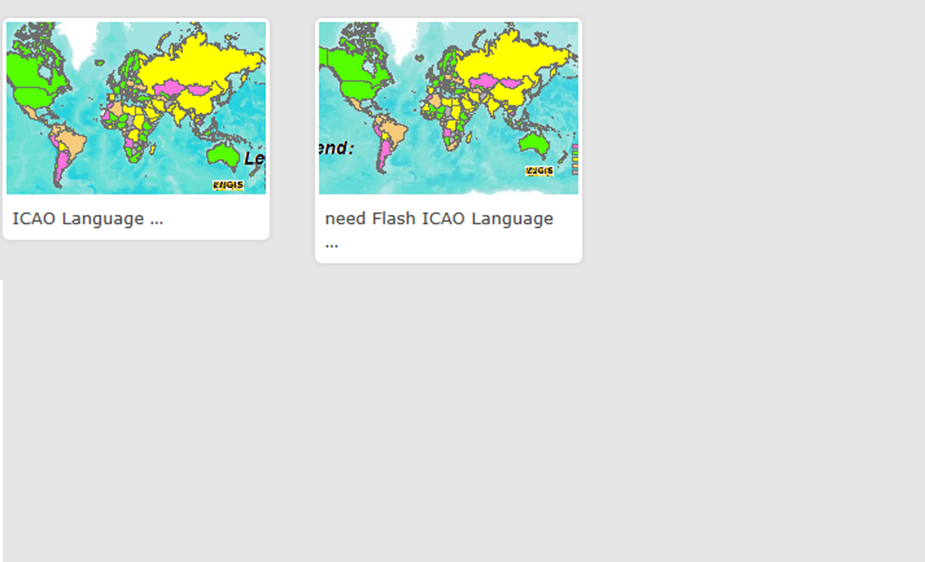 Le
end:
ICAO Language ...
need Flash ICAO Language
...